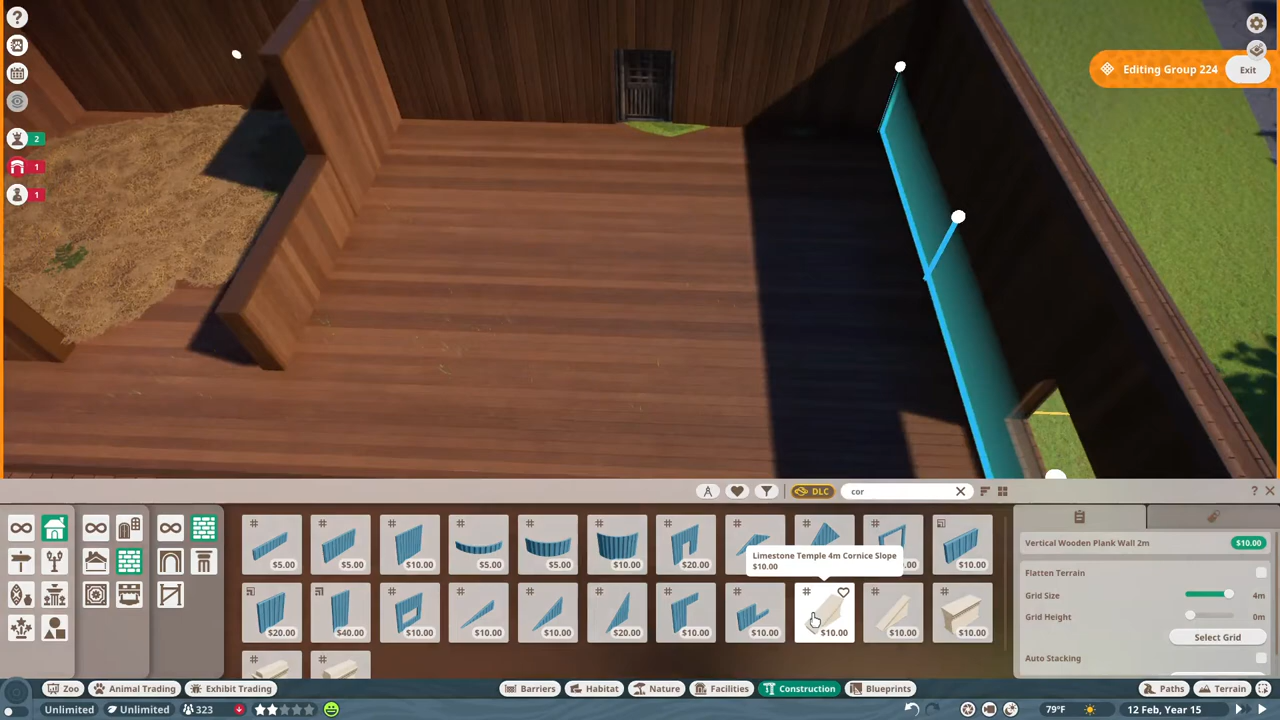 ?
Editing Group 224
Exit
2
1
1
DLC
cor
?
$5.00
$5.00
$10.00
$5.00
$5.00
$10.00
$20.00
$10.00
Limestone Temple 4m Cornice Slope
$10.00
$20.00
$40.00
$10.00
$10.00
$10.00
$20.00
$10.00
$10.00
$10.00
$10.00
$10.00
Vertical Wooden Plank Wall 2m
$10.00
Flatten Terrain
Grid Size
4m
Grid Height
0m
Select Grid
Auto Stacking
Zoo
Animal Trading
Exhibit Trading
Barriers
Habitat
Nature
Facilities
Construction
Blueprints
Paths
Terrain
Unlimited
Unlimited
323
79°F
12 Feb, Year 15